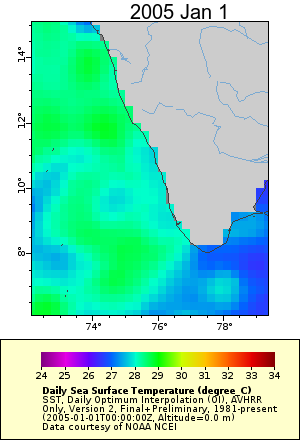 2005 Jan 1
14°
12°
10°
8°
74°
76°
78°
24 25 26 27 28 29 30 31 32 33 34
Daily Sea Surface Temperature (degree_C)
SST, Daily Optimum Interpolation (OI), AVHRR
Only, Version 2, Final+Preliminary, 1981-present
(2005-01-01T00:00:00Z, Altitude=0.0 m)
Data courtesy of NOAA NCEI